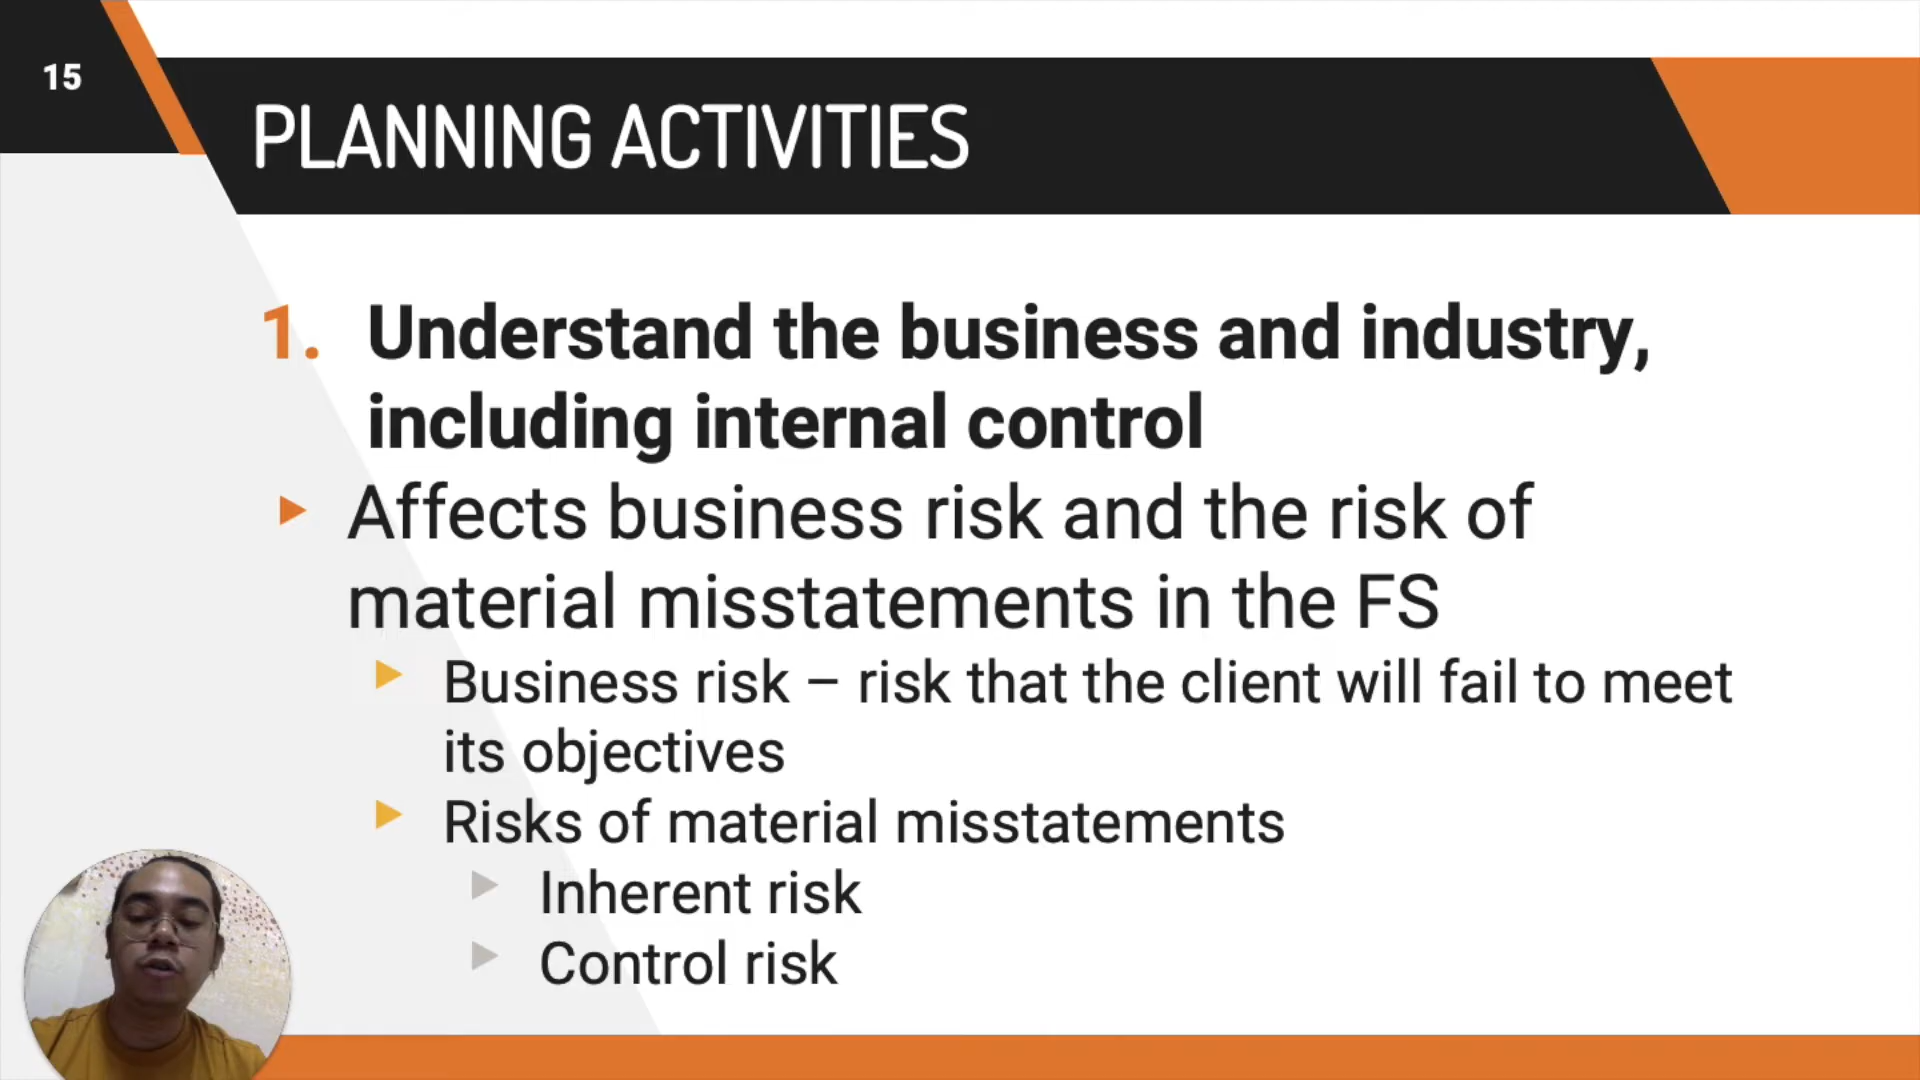 15
PLANNING ACTIVITIES
1. Understand the business and industry,
including internal control
Affects business risk and the risk of
material misstatements in the FS
Business risk – risk that the client will fail to meet
its objectives
Risks of material misstatements
Inherent risk
Control risk